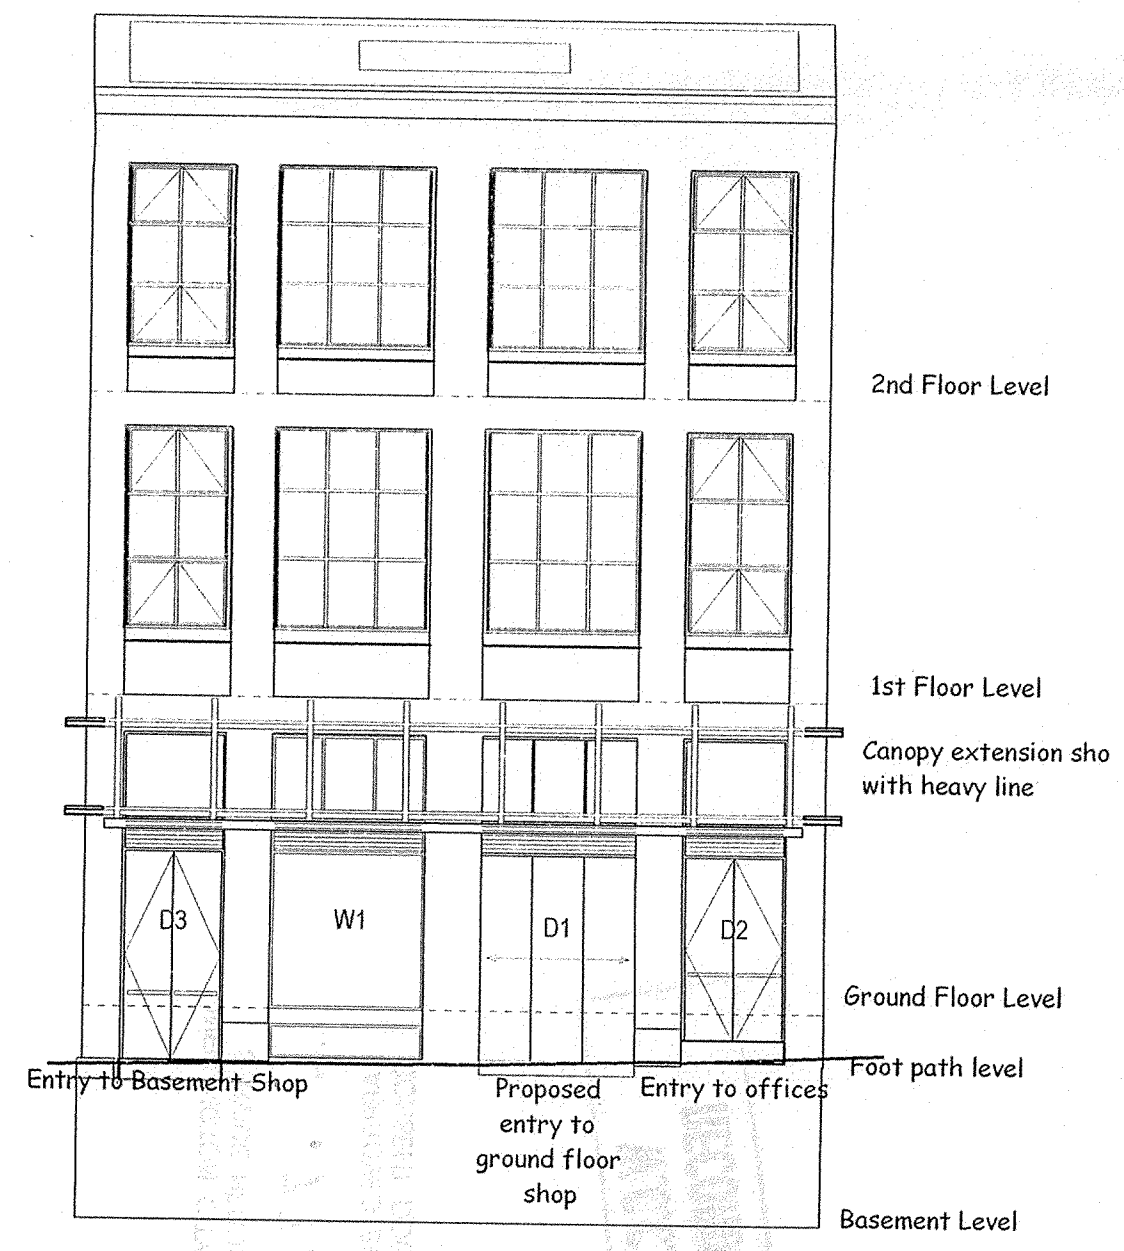 2nd Floor Level
1st Floor Level
Canopy extension sho
with heavy line
D3
W1
D1
D2
Ground Floor Level
Foot path level
Entry to Basement Shop
Proposed
entry to
ground floor
shop
Entry to offices
Basement Level